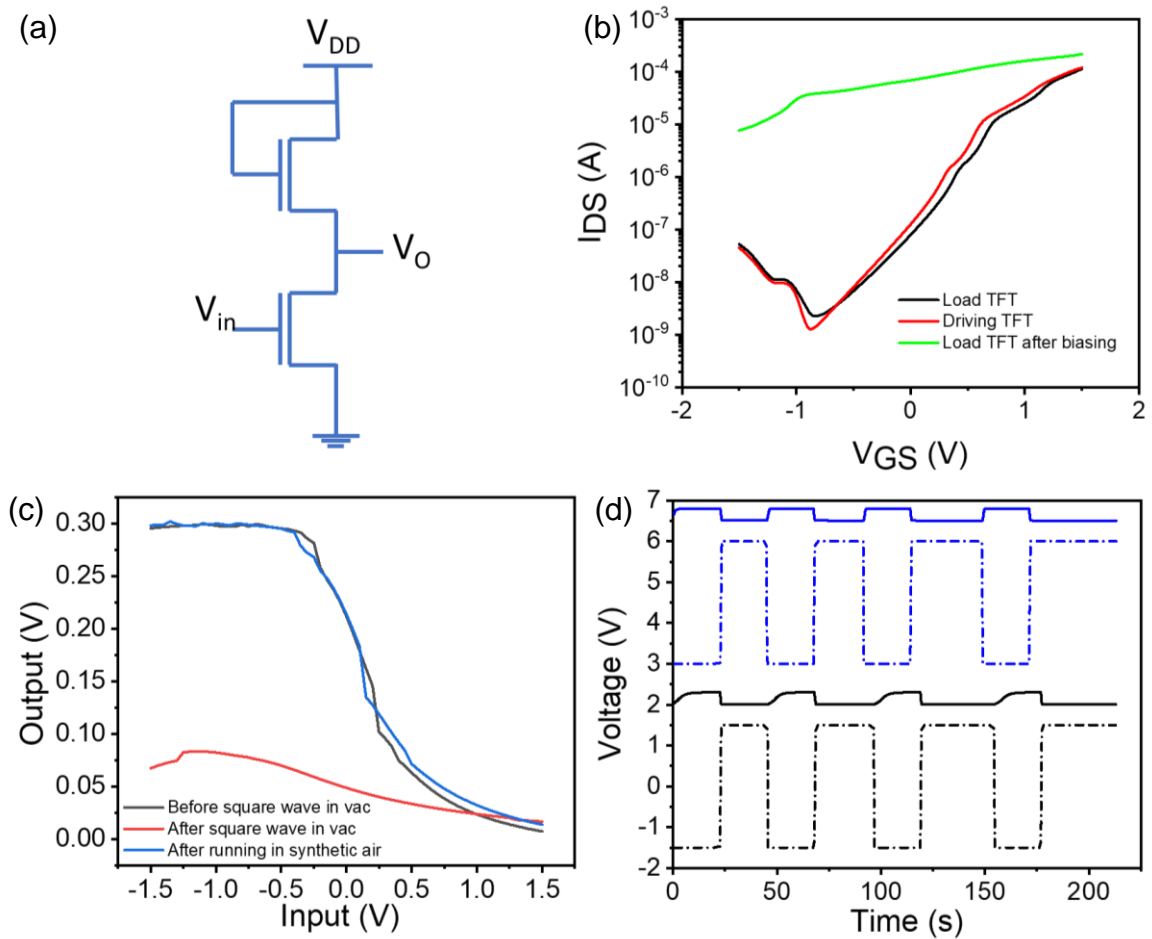 (a)
V_DD
V_O
V_in
(b)
10^-3
10^-4
10^-5
10^-6
10^-7
10^-8
10^-9
10^-10
I_DS (A)
Load TFT
Driving TFT
Load TFT after biasing
-2 -1 0 1 2
V_GS (V)
(c)
0.30
0.25
0.20
0.15
0.10
0.05
0.00
Output (V)
Before square wave in vac
After square wave in vac
After running in synthetic air
-1.5 -1.0 -0.5 0.0 0.5 1.0 1.5
Input (V)
(d)
7
6
5
4
3
2
1
0
-1
-2
Voltage (V)
0 50 100 150 200
Time (s)